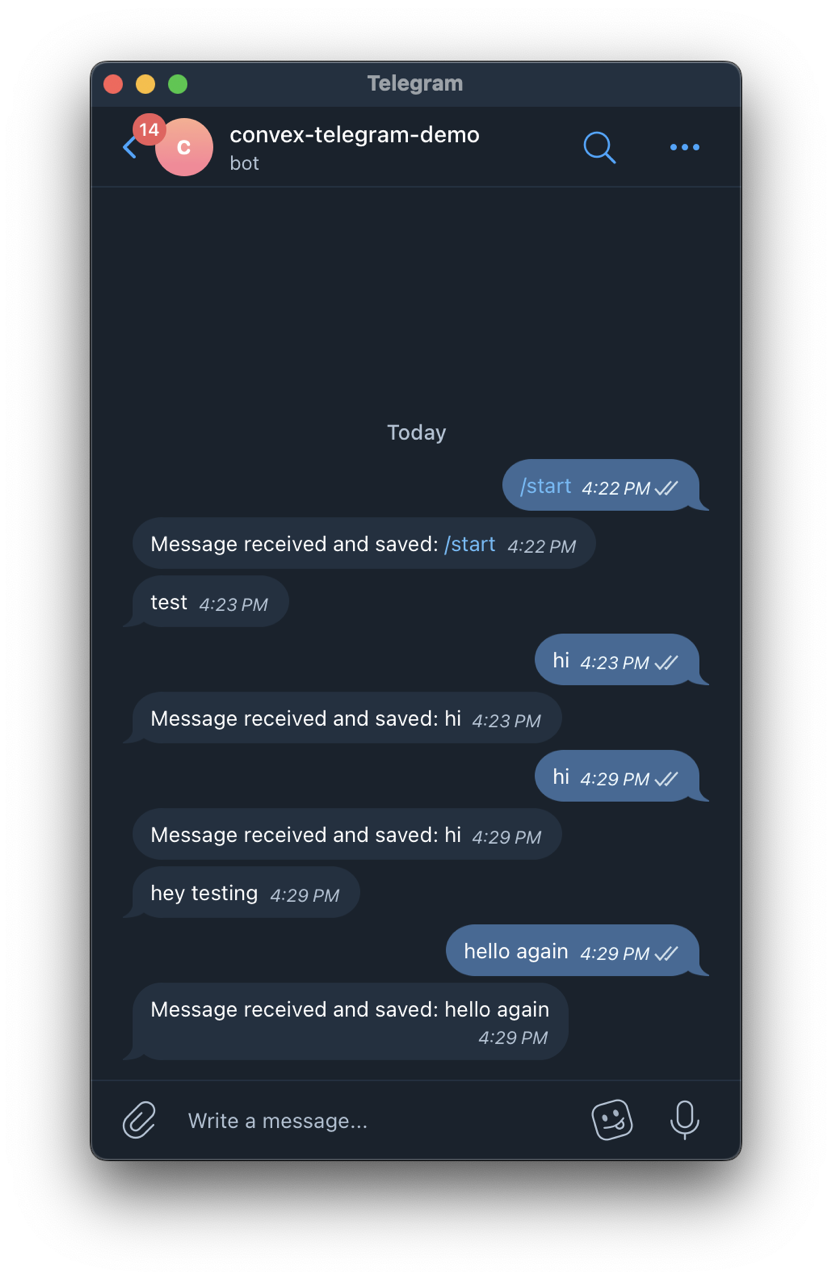 Telegram
14
C
convex-telegram-demo
bot
Today
/start 4:22 PM
Message received and saved: /start 4:22 PM
test 4:23 PM
hi 4:23 PM
Message received and saved: hi 4:23 PM
hi 4:29 PM
Message received and saved: hi 4:29 PM
hey testing 4:29 PM
hello again 4:29 PM
Message received and saved: hello again
4:29 PM
Write a message...